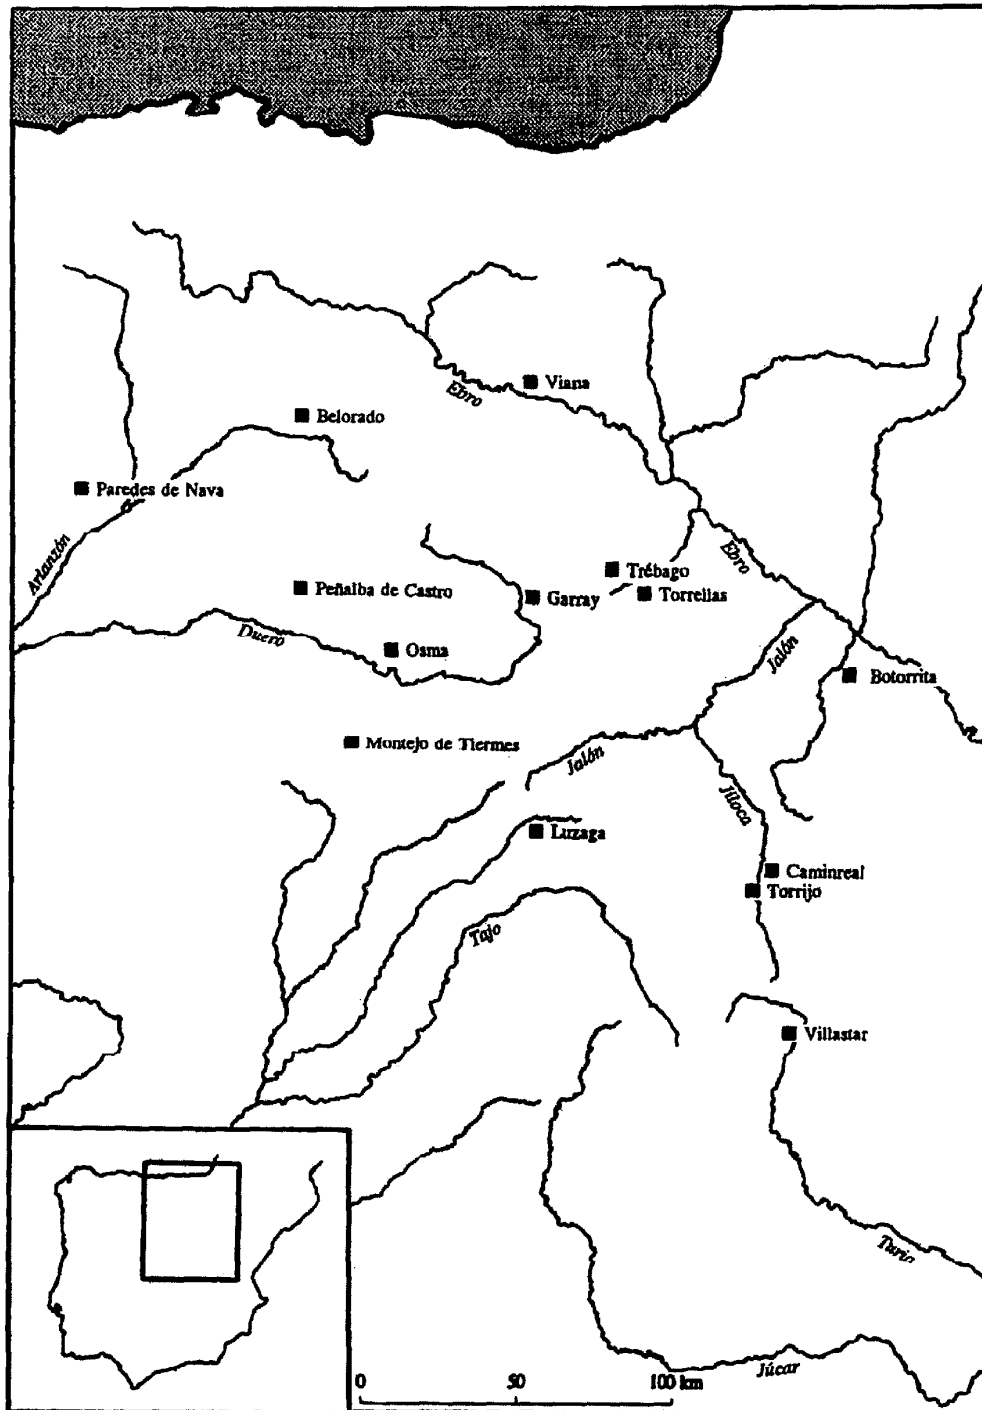 Viana
Ebro
Belorado
Paredes de Nava
Arlanzón
Ebro
Trébago
Torrellas
Peñalba de Castro
Garray
Duero
Osma
Jalón
Botorrita
Montejo de Tiermes
Jalón
Jiloca
Luzaga
Caminreal
Torrijo
Tajo
Villastar
Turia
Júcar
0 50 100 km